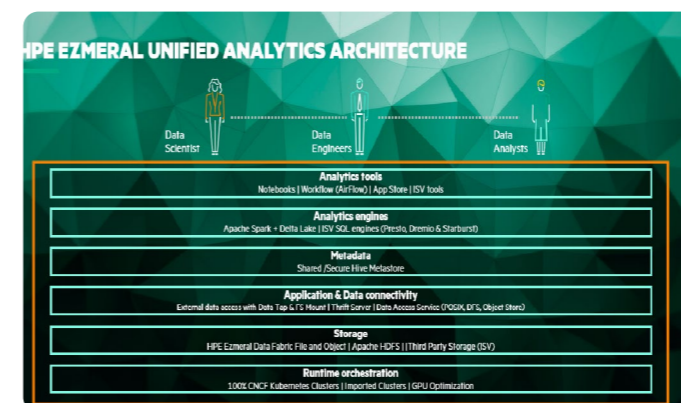 HPE EZMERAL UNIFIED ANALYTICS ARCHITECTURE
Data
Scientist
Data
Engineers
Data
Analysts
Analytics tools
Notebooks | Workflow (AirFlow) | App Store | ISV tools
Analytics engines
Apache Spark + Delta Lake | ISV SQL engines (Presto, Dremio & Starburst)
Metadata
Shared /Secure Hive Metastore
Application & Data connectivity
External data access with Data Tap & FS Mount | Thrift Server | Data Access Service (POSIX, DFS, Object Store)
Storage
HPE Ezmeral Data Fabric File and Object | Apache HDFS | |Third Party Storage (ISV)
Runtime orchestration
100% CNCF Kubernetes Clusters | Imported Clusters | GPU Optimization